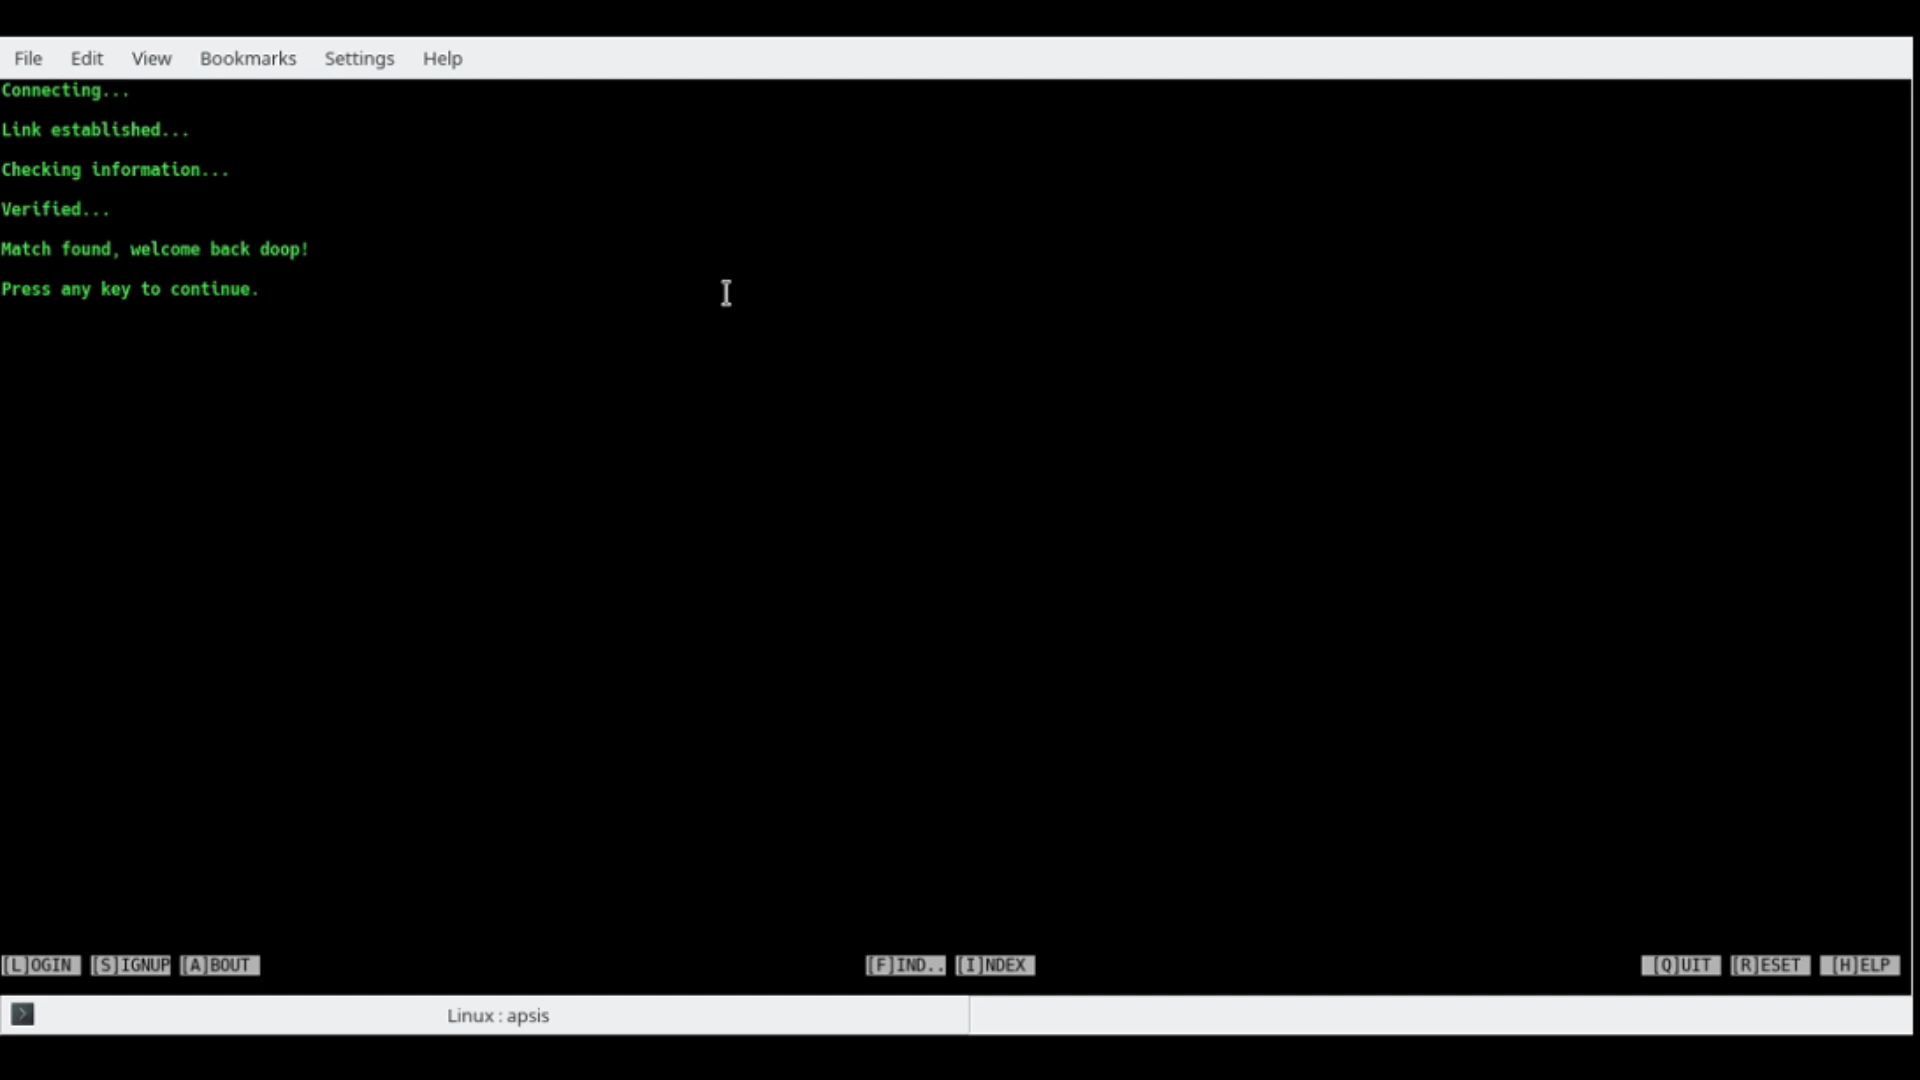 File Edit View Bookmarks Settings Help
Connecting...
Link established...
Checking information...
Verified...
Match found, welcome back doop!
Press any key to continue.
[L]OGIN [S]IGNUP [A]BOUT [F]IND.. [I]NDEX [Q]UIT [R]ESET [H]ELP
Linux : apsis